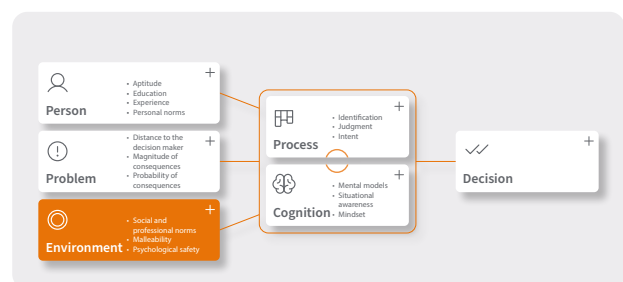 Person
• Aptitude
• Education
• Experience
• Personal norms
Problem
• Distance to the
decision maker
• Magnitude of
consequences
• Probability of
consequences
Environment
• Social and
professional norms
• Malleability
• Psychological safety
Process
• Identification
• Judgment
• Intent
Cognition
• Mental models
• Situational
awareness
• Mindset
Decision